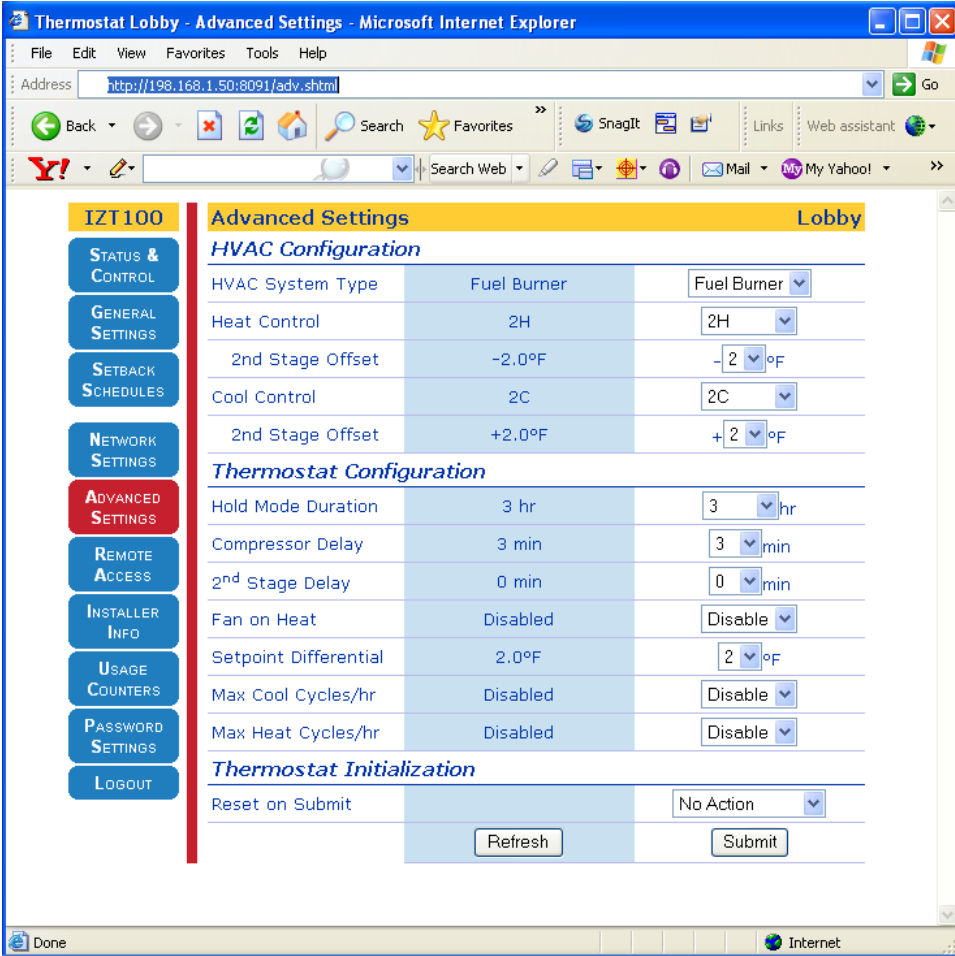 Thermostat Lobby - Advanced Settings - Microsoft Internet Explorer
File Edit View Favorites Tools Help
Address http://198.168.1.50:8091/adv.shtml Go
Back Search Favorites » SnagIt Links Web assistant
Y! Search Web Mail My My Yahoo! »
IZT100
STATUS & CONTROL
GENERAL SETTINGS
SETBACK SCHEDULES
NETWORK SETTINGS
ADVANCED SETTINGS
REMOTE ACCESS
INSTALLER INFO
USAGE COUNTERS
PASSWORD SETTINGS
LOGOUT
Advanced Settings Lobby
HVAC Configuration
HVAC System Type Fuel Burner Fuel Burner
Heat Control 2H 2H
2nd Stage Offset -2.0°F - 2 °F
Cool Control 2C 2C
2nd Stage Offset +2.0°F + 2 °F
Thermostat Configuration
Hold Mode Duration 3 hr 3 hr
Compressor Delay 3 min 3 min
2nd Stage Delay 0 min 0 min
Fan on Heat Disabled Disable
Setpoint Differential 2.0°F 2 °F
Max Cool Cycles/hr Disabled Disable
Max Heat Cycles/hr Disabled Disable
Thermostat Initialization
Reset on Submit No Action
Refresh Submit
Done Internet